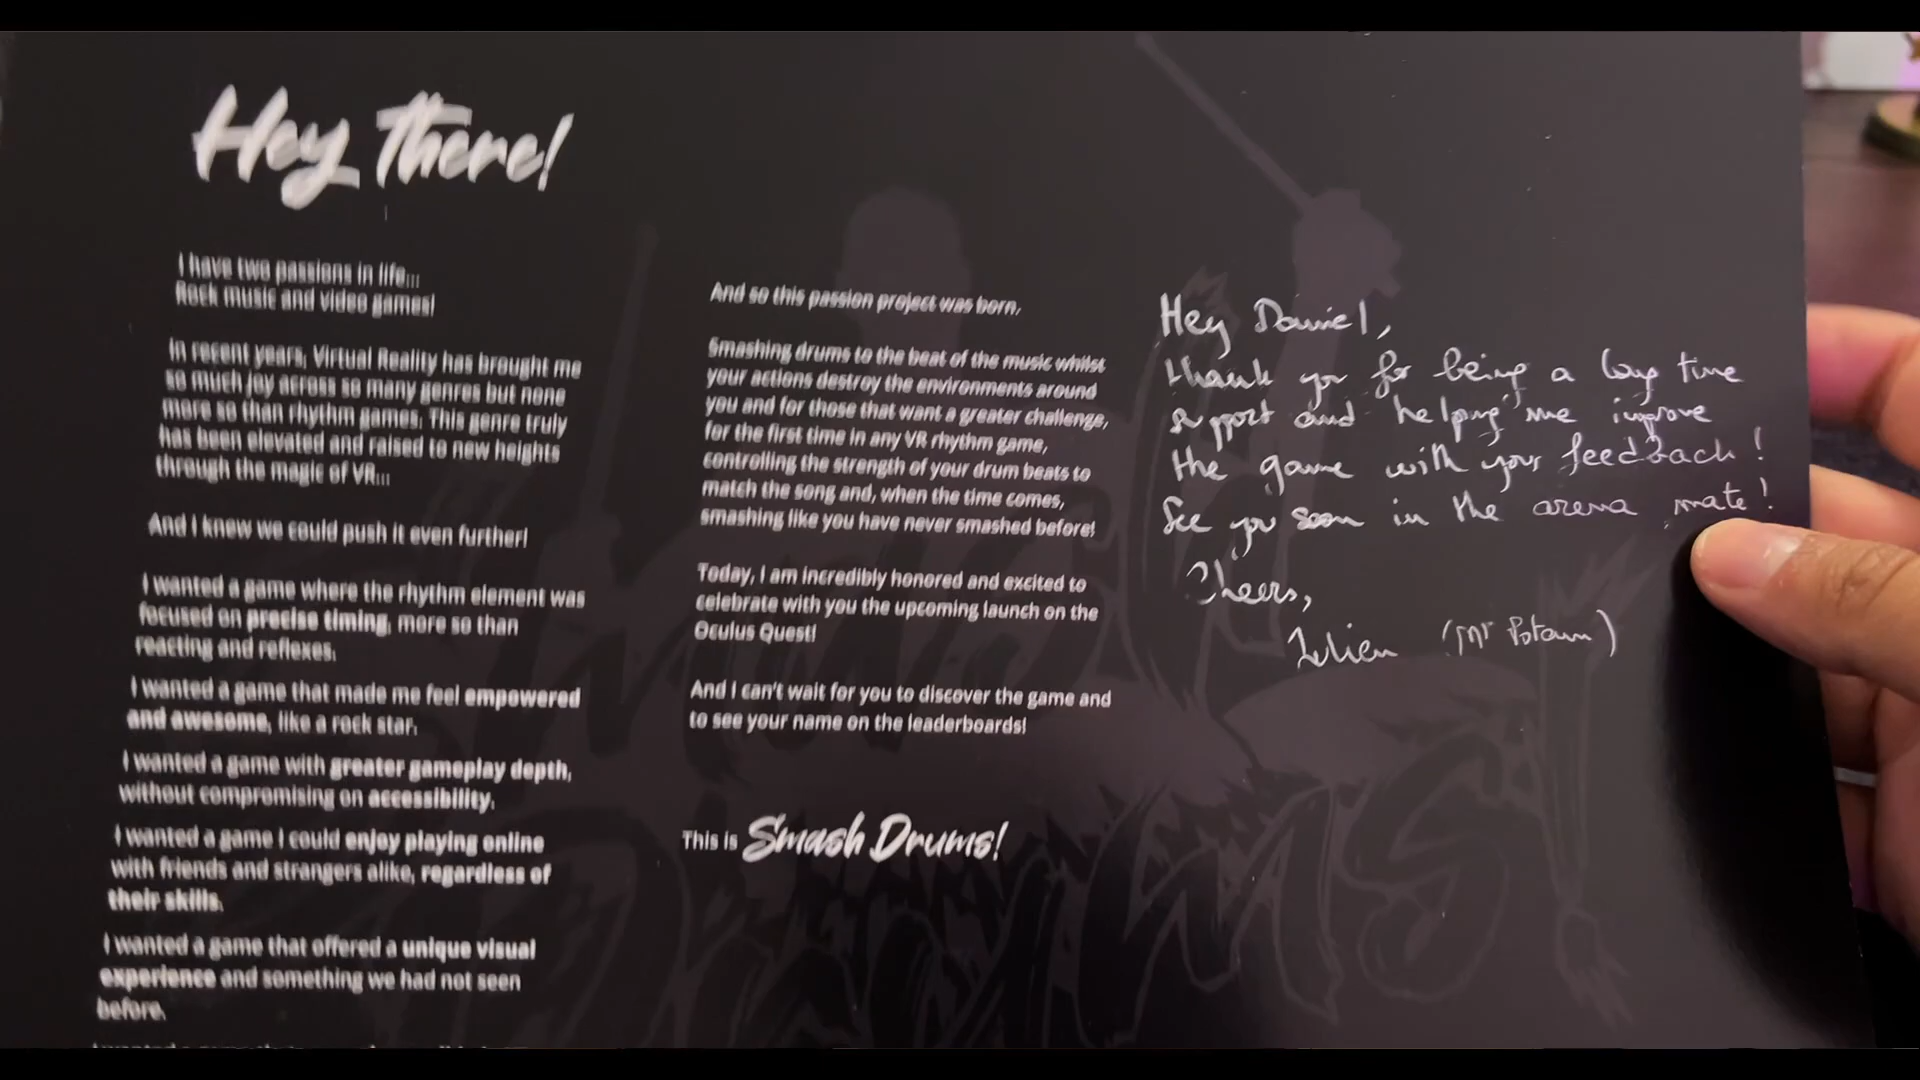 Hey There!
I have two passions in life...
Rock music and video games!
In recent years, Virtual Reality has brought me
so much joy across so many genres but none
more so than rhythm games. This genre truly
has been elevated and raised to new heights
through the magic of VR...
And I knew we could push it even further!
I wanted a game where the rhythm element was
focused on precise timing, more so than
reacting and reflexes.
I wanted a game that made me feel empowered
and awesome, like a rock star.
I wanted a game with greater gameplay depth,
without compromising on accessibility.
I wanted a game I could enjoy playing online
with friends and strangers alike, regardless of
their skills.
I wanted a game that offered a unique visual
experience and something we had not seen
before.
And so this passion project was born.
Smashing drums to the beat of the music whilst
your actions destroy the environments around
you and for those that want a greater challenge,
for the first time in any VR rhythm game,
controlling the strength of your drum beats to
match the song and, when the time comes,
smashing like you have never smashed before!
Today, I am incredibly honored and excited to
celebrate with you the upcoming launch on the
Oculus Quest!
And I can't wait for you to discover the game and
to see your name on the leaderboards!
This is Smash Drums!
Hey Daniel,
thank you for being a long time
support and helping me improve
the game with your feedback!
See you soon in the arena mate!
Cheers,
Julien (Mr Potam)
SMASH
DRUMS!